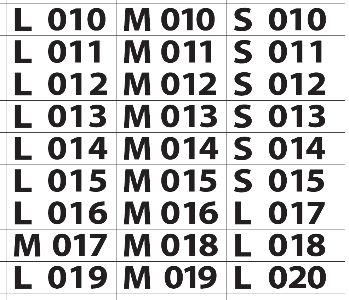 L 010 M 010 S 010
L 011 M 011 S 011
L 012 M 012 S 012
L 013 M 013 S 013
L 014 M 014 S 014
L 015 M 015 S 015
L 016 M 016 L 017
M 017 M 018 L 018
L 019 M 019 L 020